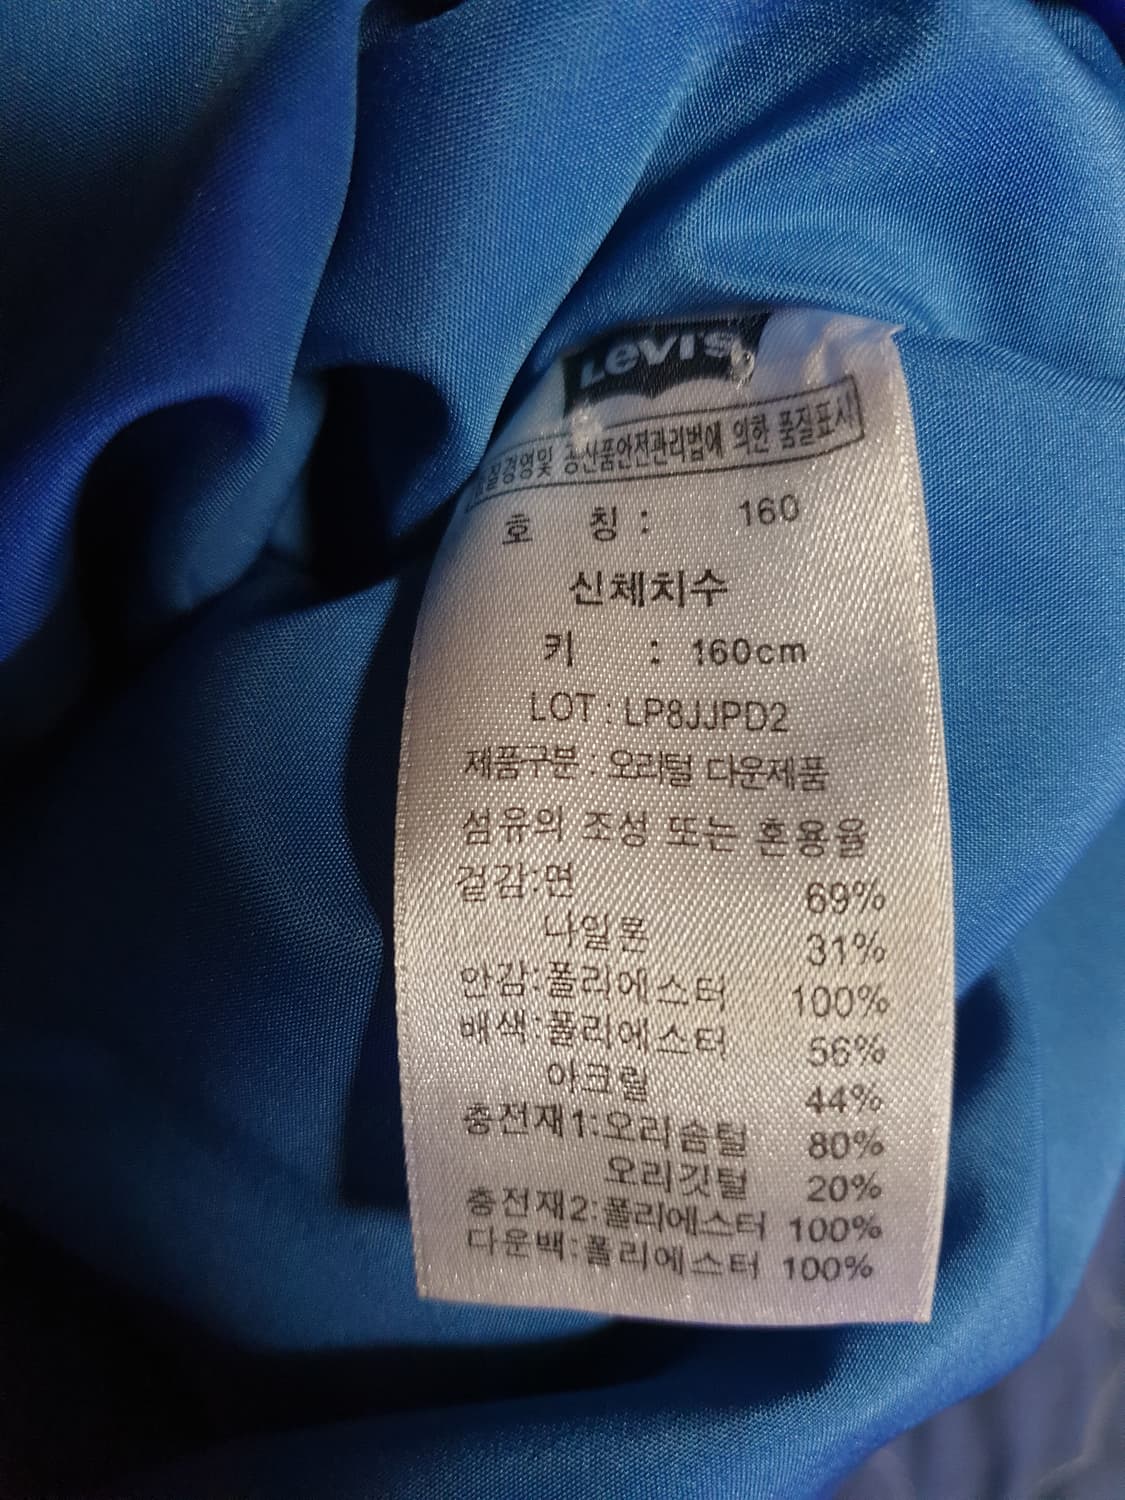 Levi's
품질경영및 공산품안전관리법에 의한 품질표시
호 칭 : 160
신체치수
키 : 160cm
LOT : LP8JJPD2
제품구분 : 오리털 다운제품
섬유의 조성 또는 혼용율
겉감:면 69%
나일론 31%
안감:폴리에스터 100%
배색:폴리에스터 56%
아크릴 44%
충전재1:오리솜털 80%
오리깃털 20%
충전재2:폴리에스터 100%
다운백:폴리에스터 100%